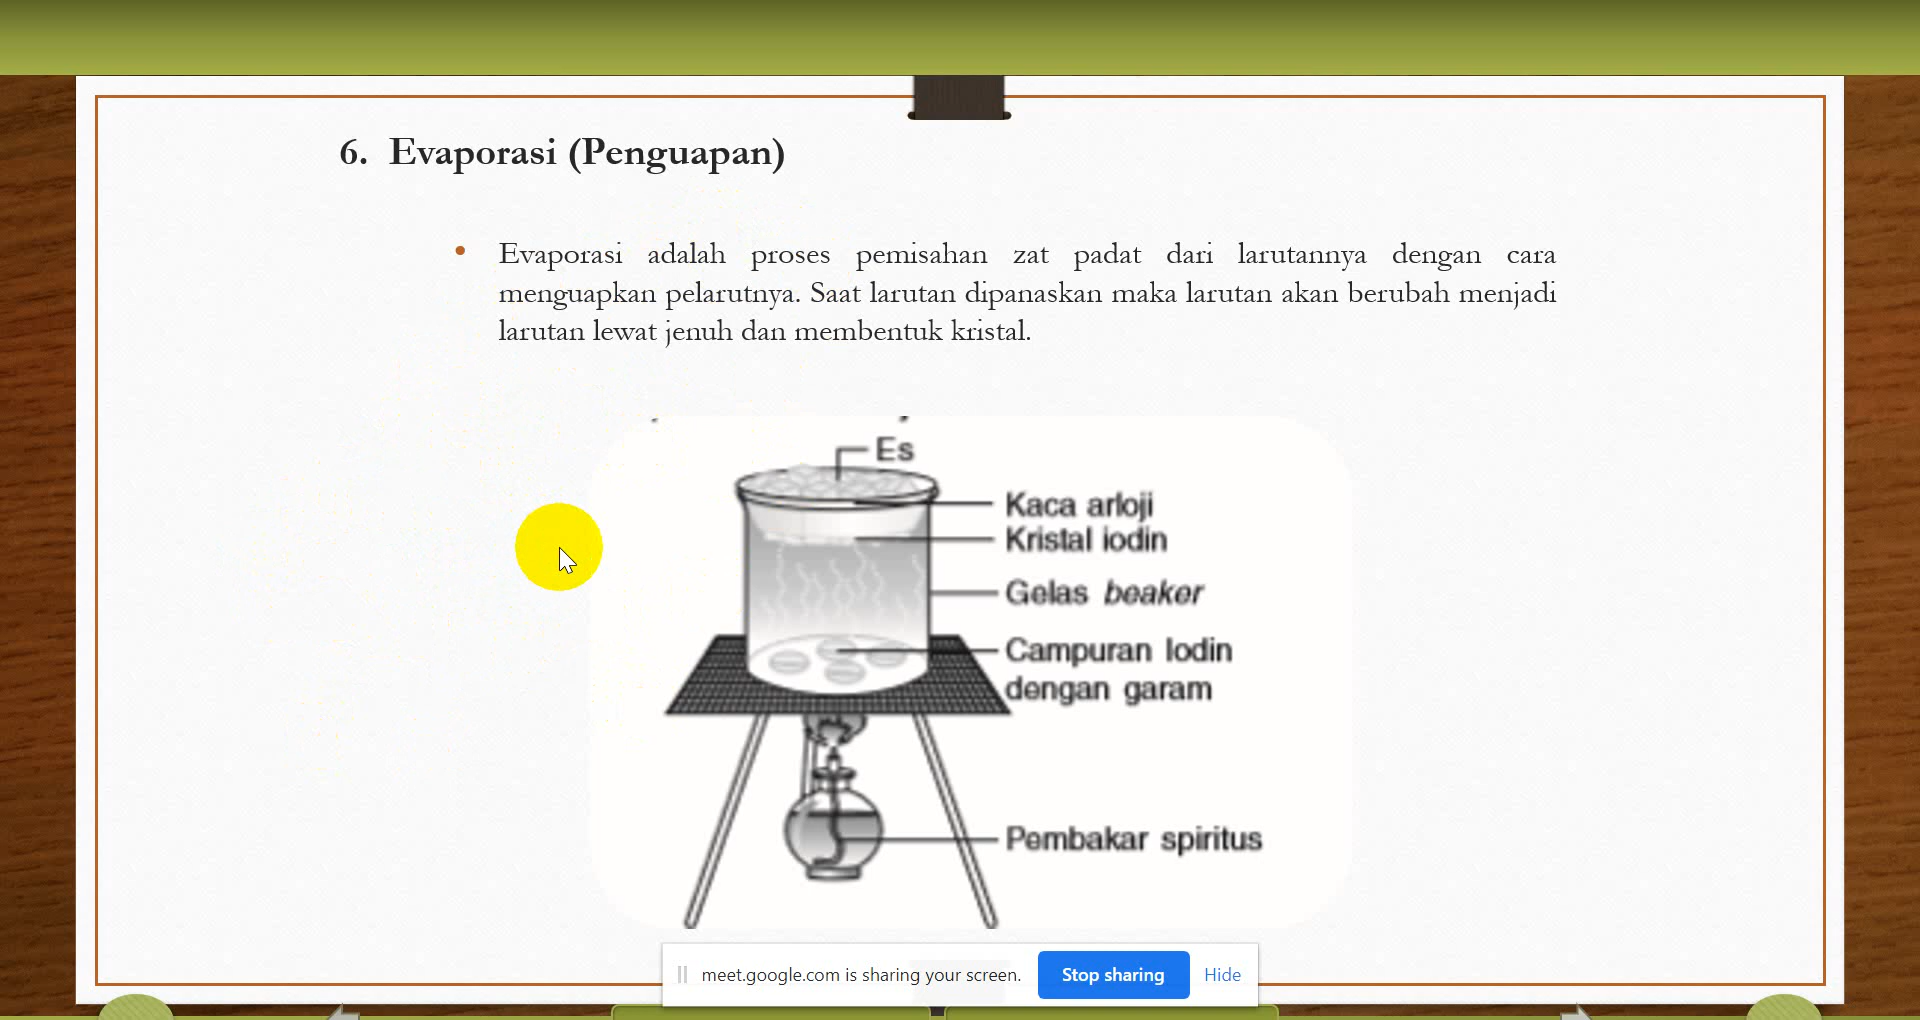 6. Evaporasi (Penguapan)
• Evaporasi adalah proses pemisahan zat padat dari larutannya dengan cara
menguapkan pelarutnya. Saat larutan dipanaskan maka larutan akan berubah menjadi
larutan lewat jenuh dan membentuk kristal.
Es
Kaca arloji
Kristal iodin
Gelas beaker
Campuran Iodin
dengan garam
Pembakar spiritus
meet.google.com is sharing your screen.
Stop sharing
Hide